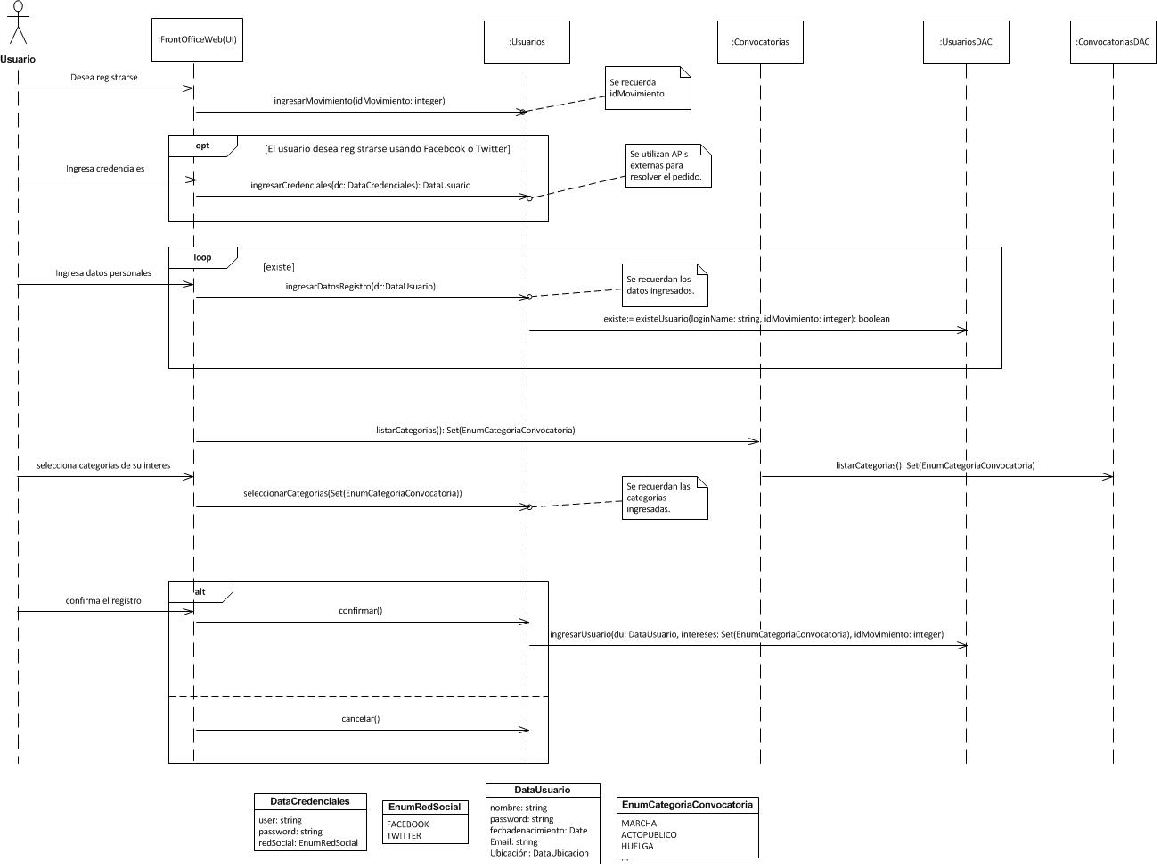 Usuario
FrontOfficeWeb(UI)
:Usuarios
:Convocatorias
:UsuariosDAC
:ConvocatoriasDAC
Desea registrarse
ingresarMovimiento(idMovimiento: integer)
Se recuerda
idMovimiento
opt
[El usuario desea registrarse usando Facebook o Twitter]
Ingresa credenciales
ingresarCredenciales(dc: DataCredenciales): DataUsuario
Se utilizan APIs
externas para
resolver el pedido.
loop
[existe]
Ingresa datos personales
ingresarDatosRegistro(dc:DataUsuario)
Se recuerdan los
datos ingresados.
existe:= existeUsuario(loginName: string, idMovimiento: integer): boolean
listarCategorias(): Set(EnumCategoriaConvocatoria)
selecciona categorias de su interes
listarCategorias() Set(EnumCategoriaConvocatoria)
seleccionarCategorias(Set(EnumCategoriaConvocatoria))
Se recuerdan las
categorias
ingresadas.
alt
confirma el registro
confirmar()
ingresarUsuario(du: DataUsuario, intereses: Set(EnumCategoriaConvocatoria), idMovimiento: integer)
cancelar()
DataCredenciales
user: string
password: string
redSocial: EnumRedSocial
EnumRedSocial
FACEBOOK
TWITTER
DataUsuario
nombre: string
password: string
fechadenacimiento: Date
Email: string
Ubicación: DataUbicacion
EnumCategoriaConvocatoria
MARCHA
ACTOPUBLICO
HUELGA
...